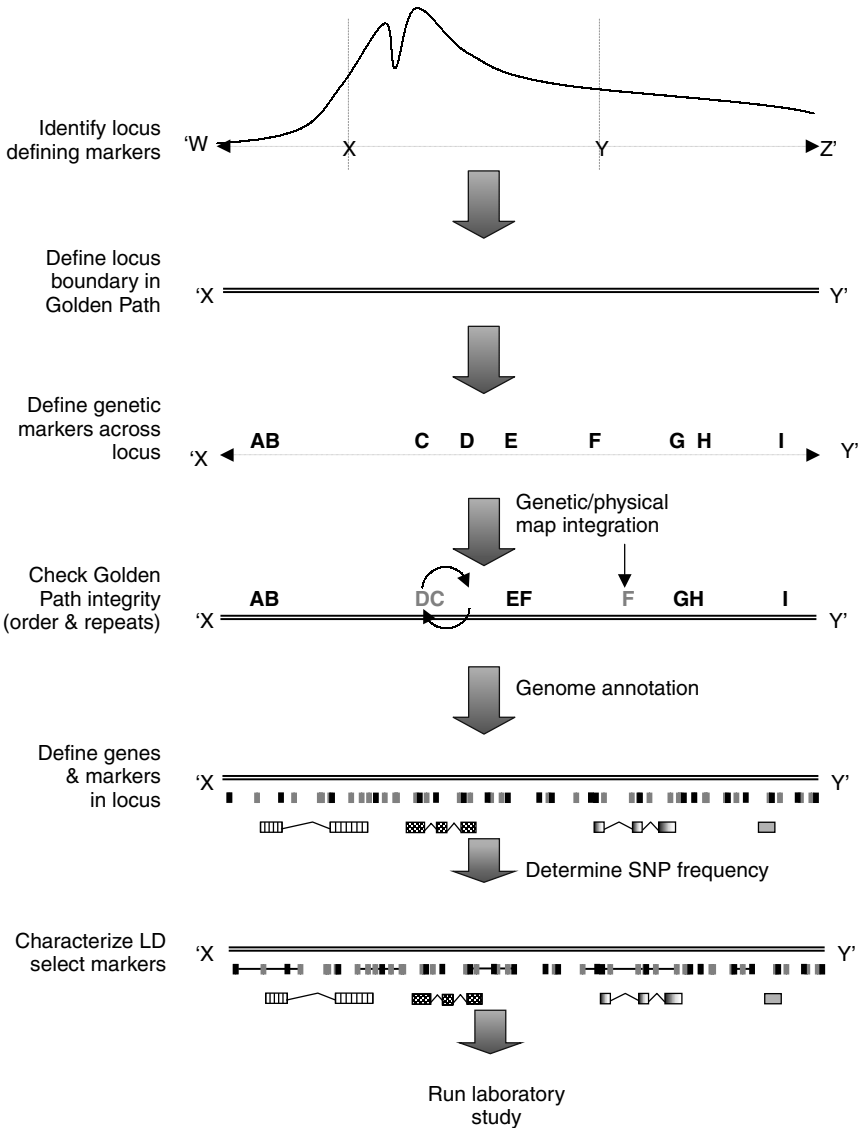 Identify locus
defining markers
‘W X Y Z’
Define locus
boundary in
Golden Path
‘X Y’
Define genetic
markers across
locus
AB C D E F G H I
‘X Y’
Genetic/physical
map integration
Check Golden
Path integrity
(order & repeats)
AB DC EF F GH I
‘X Y’
Genome annotation
Define genes
& markers
in locus
‘X Y’
Determine SNP frequency
Characterize LD
select markers
‘X Y’
Run laboratory
study